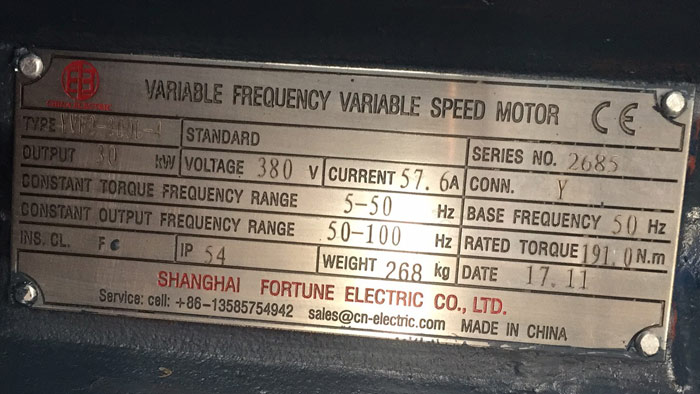 VARIABLE FREQUENCY VARIABLE SPEED MOTOR CE
TYPE STANDARD SERIES NO. 2685
OUTPUT 30 kW VOLTAGE 380 V CURRENT 57.6 A CONN. Y
CONSTANT TORQUE FREQUENCY RANGE 5-50 Hz BASE FREQUENCY 50 Hz
CONSTANT OUTPUT FREQUENCY RANGE 50-100 Hz RATED TORQUE 191.0 N.m
INS. CL. F IP 54 WEIGHT 268 kg DATE 17.11
SHANGHAI FORTUNE ELECTRIC CO., LTD.
Service: cell: +86-13585754942 sales@cn-electric.com MADE IN CHINA